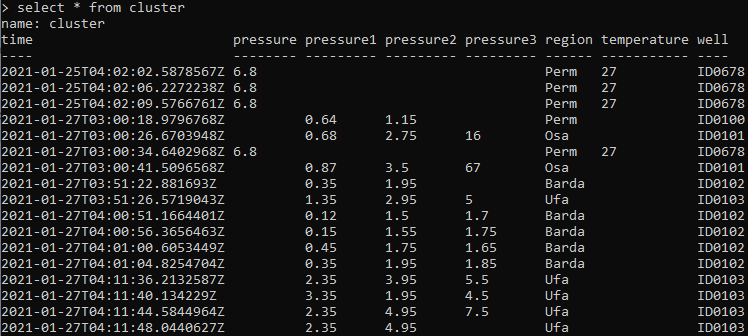 > select * from cluster
name: cluster
time pressure pressure1 pressure2 pressure3 region temperature well
---- -------- --------- --------- --------- ------ ----------- ----
2021-01-25T04:02:02.5878567Z 6.8 Perm 27 ID0678
2021-01-25T04:02:06.2272238Z 6.8 Perm 27 ID0678
2021-01-25T04:02:09.5766761Z 6.8 Perm 27 ID0678
2021-01-27T03:00:18.9796768Z 0.64 1.15 Perm ID0100
2021-01-27T03:00:26.6703948Z 0.68 2.75 16 Osa ID0101
2021-01-27T03:00:34.6402968Z 6.8 Perm 27 ID0678
2021-01-27T03:00:41.5096568Z 0.87 3.5 67 Osa ID0101
2021-01-27T03:51:22.881693Z 0.35 1.95 Barda ID0102
2021-01-27T03:51:26.5719043Z 1.35 2.95 5 Ufa ID0103
2021-01-27T04:00:51.1664401Z 0.12 1.5 1.7 Barda ID0102
2021-01-27T04:00:56.3656463Z 0.15 1.55 1.75 Barda ID0102
2021-01-27T04:01:00.6053449Z 0.45 1.75 1.65 Barda ID0102
2021-01-27T04:01:04.8254704Z 0.35 1.95 1.85 Barda ID0102
2021-01-27T04:11:36.2132587Z 2.35 3.95 5.5 Ufa ID0103
2021-01-27T04:11:40.134229Z 3.35 1.95 4.5 Ufa ID0103
2021-01-27T04:11:44.5844964Z 2.35 4.95 7.5 Ufa ID0103
2021-01-27T04:11:48.0440627Z 2.35 4.95 Ufa ID0103